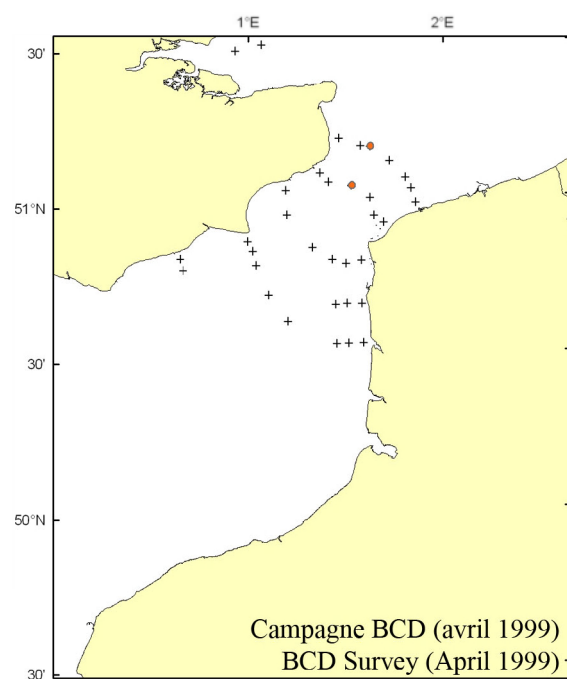 1°E 2°E
30'
51°N
30'
50°N
30'
Campagne BCD (avril 1999)
BCD Survey (April 1999)